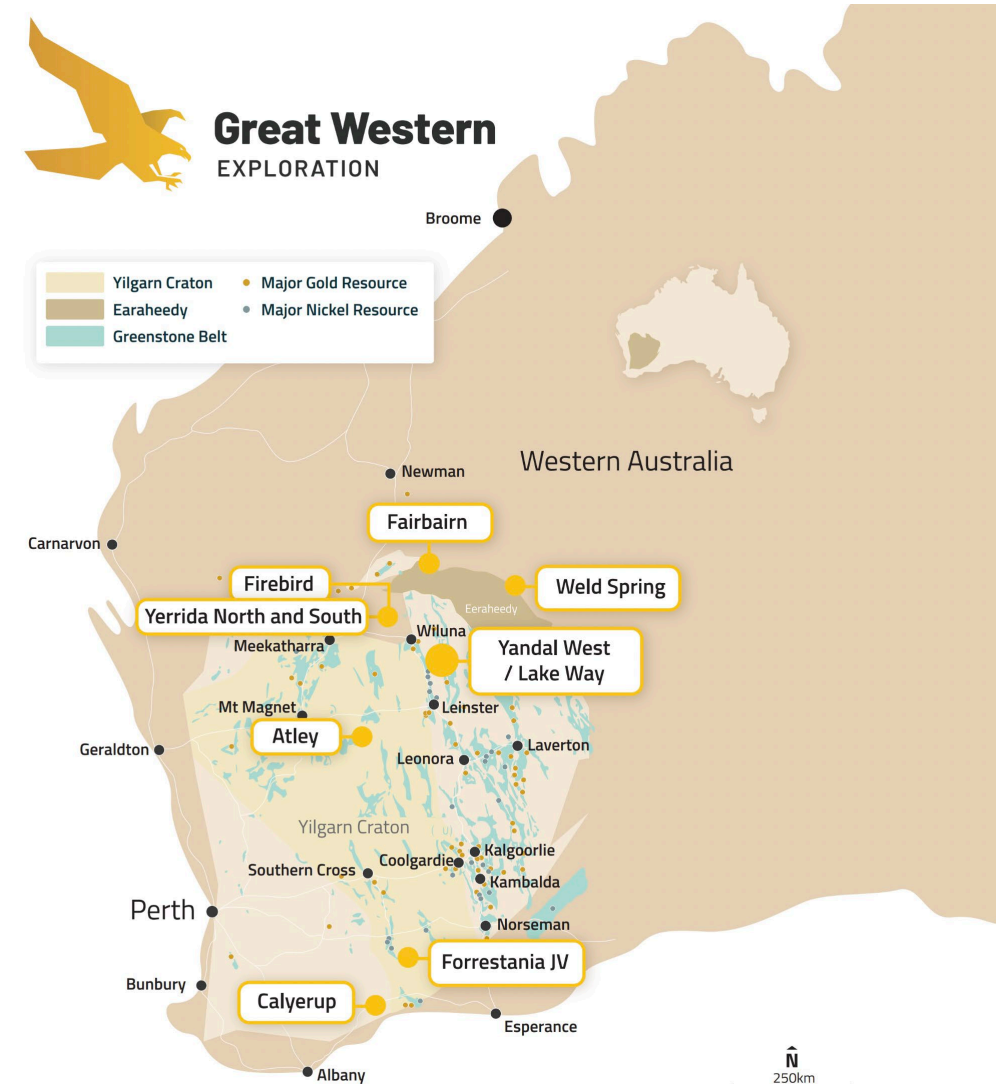 Great Western
EXPLORATION
Broome
Yilgarn Craton
Major Gold Resource
Earaheedy
Major Nickel Resource
Greenstone Belt
Western Australia
Newman
Fairbairn
Carnarvon
Firebird
Weld Spring
Eeraheedy
Yerrida North and South
Wiluna
Meekatharra
Yandal West
/ Lake Way
Mt Magnet
Leinster
Atley
Geraldton
Laverton
Leonora
Yilgarn Craton
Kalgoorlie
Coolgardie
Southern Cross
Kambalda
Perth
Norseman
Forrestania JV
Bunbury
Calyerup
Esperance
N
250km
Albany